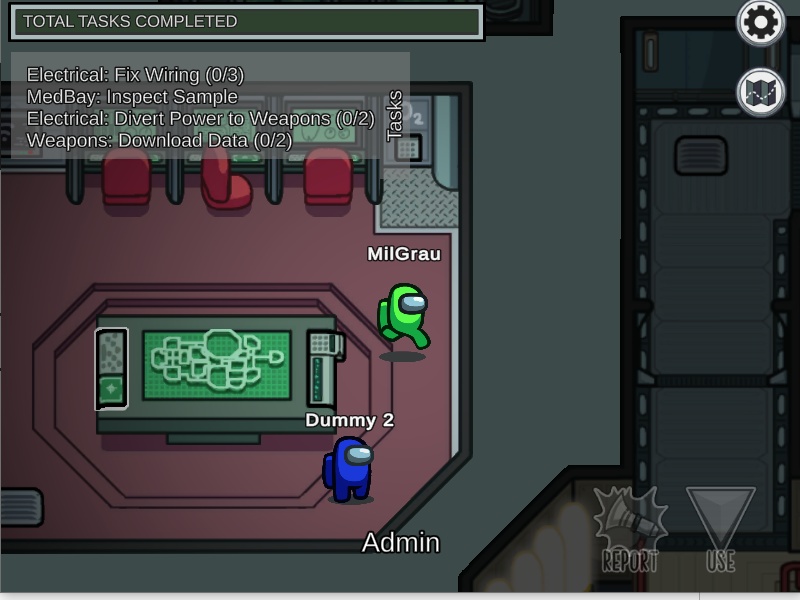 TOTAL TASKS COMPLETED
Electrical: Fix Wiring (0/3)
MedBay: Inspect Sample
Electrical: Divert Power to Weapons (0/2)
Weapons: Download Data (0/2)
Tasks
O2
MilGrau
Dummy 2
Admin
REPORT
USE